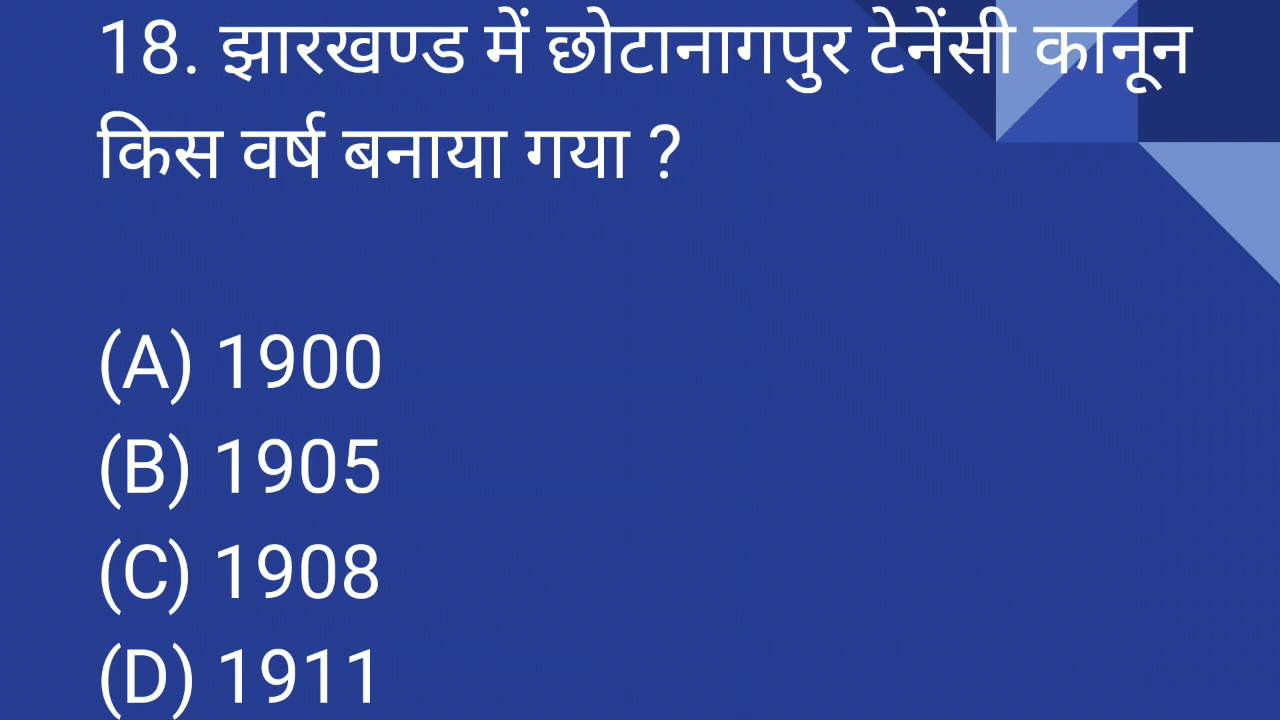 18. झारखण्ड में छोटानागपुर टेनेंसी कानून
किस वर्ष बनाया गया ?
(A) 1900
(B) 1905
(C) 1908
(D) 1911